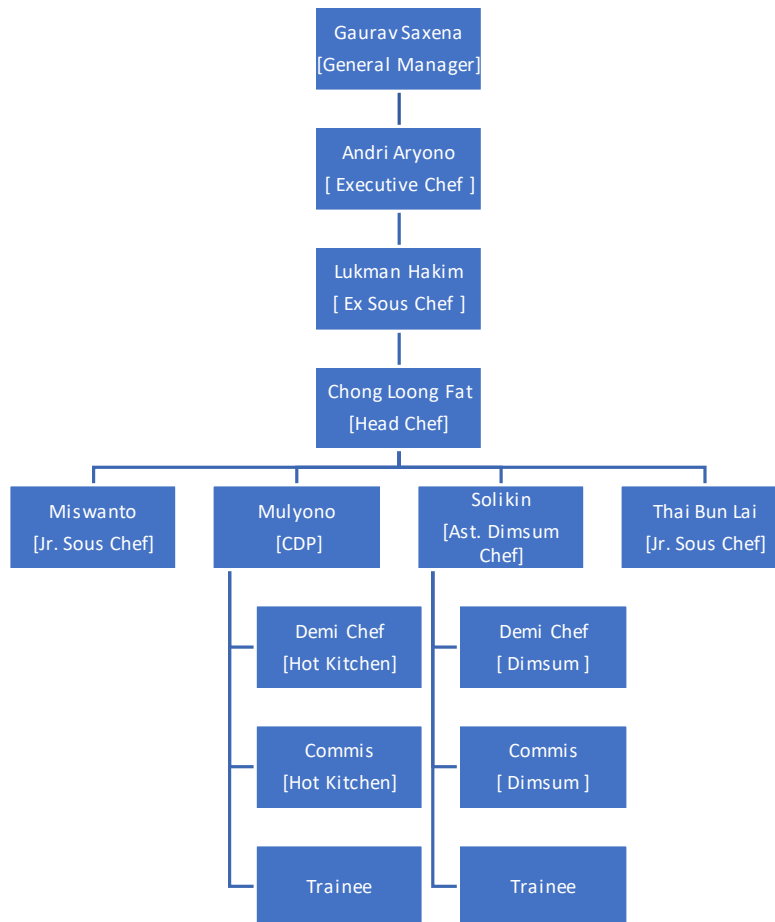 Gaurav Saxena
[General Manager]
Andri Aryono
[ Executive Chef ]
Lukman Hakim
[ Ex Sous Chef ]
Chong Loong Fat
[Head Chef]
Miswanto
[Jr. Sous Chef]
Mulyono
[CDP]
Solikin
[Ast. Dimsum
Chef]
Thai Bun Lai
[Jr. Sous Chef]
Demi Chef
[Hot Kitchen]
Commis
[Hot Kitchen]
Trainee
Demi Chef
[ Dimsum ]
Commis
[ Dimsum ]
Trainee